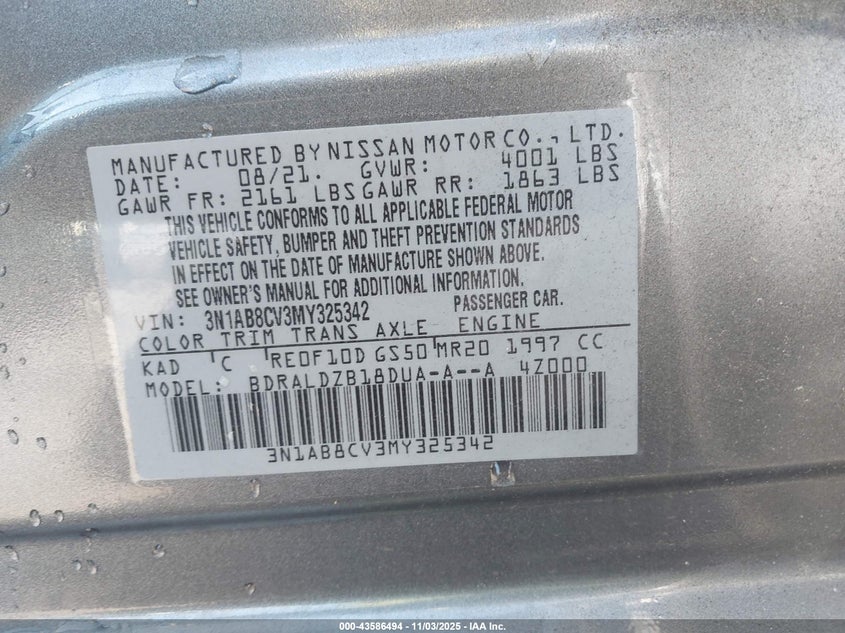 MANUFACTURED BY NISSAN MOTOR CO., LTD.
DATE: 08/21. GVWR: 4001 LBS
GAWR FR: 2161 LBS GAWR RR: 1863 LBS
THIS VEHICLE CONFORMS TO ALL APPLICABLE FEDERAL MOTOR
VEHICLE SAFETY, BUMPER AND THEFT PREVENTION STANDARDS
IN EFFECT ON THE DATE OF MANUFACTURE SHOWN ABOVE.
SEE OWNER'S MANUAL FOR ADDITIONAL INFORMATION.
VIN: 3N1AB8CV3MY325342 PASSENGER CAR.
COLOR TRIM TRANS AXLE ENGINE
KAD C RE0F10D GS50 MR20 1997 CC
MODEL: BDRALDZB18DUA-A--A 4Z000
3N1AB8CV3MY325342
000-43586494 - 11/03/2025 - IAA Inc.